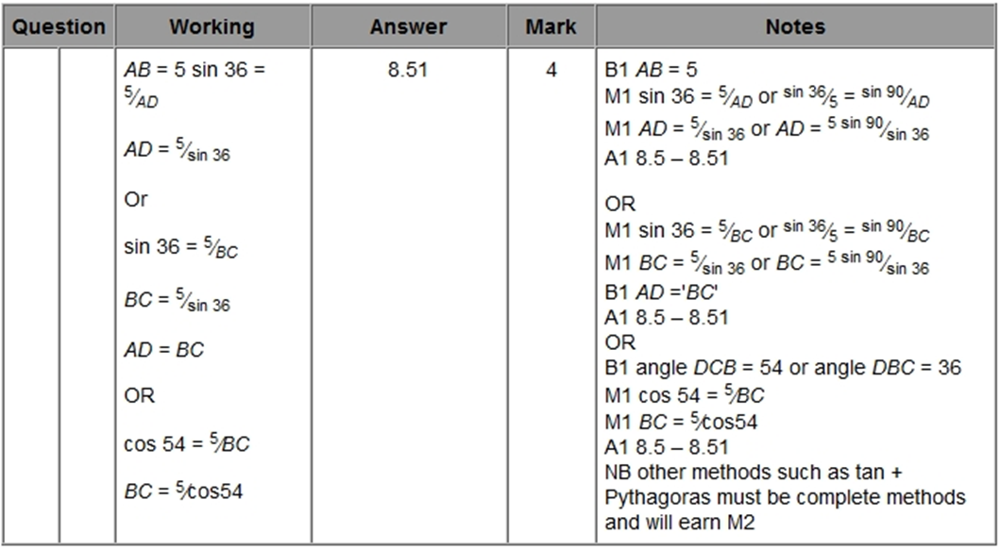 Question Working Answer Mark Notes
AB = 5 sin 36 =
5/AD
AD = 5/sin 36
Or
sin 36 = 5/BC
BC = 5/sin 36
AD = BC
OR
cos 54 = 5/BC
BC = 5/cos54
8.51
4
B1 AB = 5
M1 sin 36 = 5/AD or sin 36/5 = sin 90/AD
M1 AD = 5/sin 36 or AD = 5 sin 90/sin 36
A1 8.5 – 8.51
OR
M1 sin 36 = 5/BC or sin 36/5 = sin 90/BC
M1 BC = 5/sin 36 or BC = 5 sin 90/sin 36
B1 AD ='BC'
A1 8.5 – 8.51
OR
B1 angle DCB = 54 or angle DBC = 36
M1 cos 54 = 5/BC
M1 BC = 5/cos54
A1 8.5 – 8.51
NB other methods such as tan +
Pythagoras must be complete methods
and will earn M2